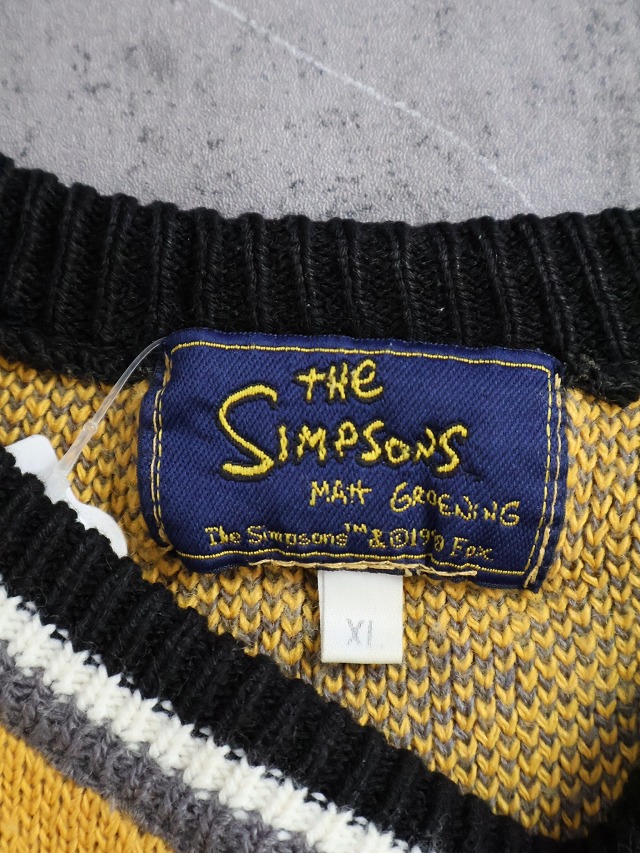 THE
SIMPSONS
MATT GROENING
The Simpsons™ & © Fox
XL